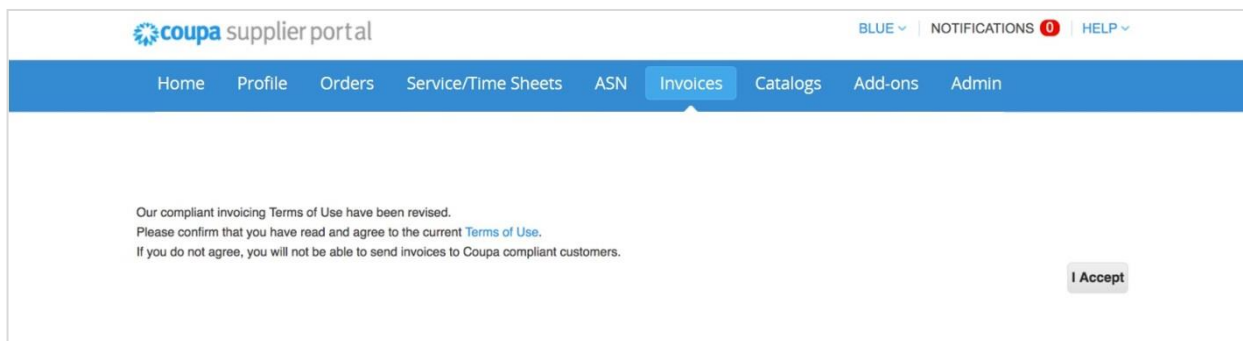 coupa supplier portal
BLUE NOTIFICATIONS 0 HELP
Home Profile Orders Service/Time Sheets ASN Invoices Catalogs Add-ons Admin
Our compliant invoicing Terms of Use have been revised.
Please confirm that you have read and agree to the current Terms of Use.
If you do not agree, you will not be able to send invoices to Coupa compliant customers.
I Accept